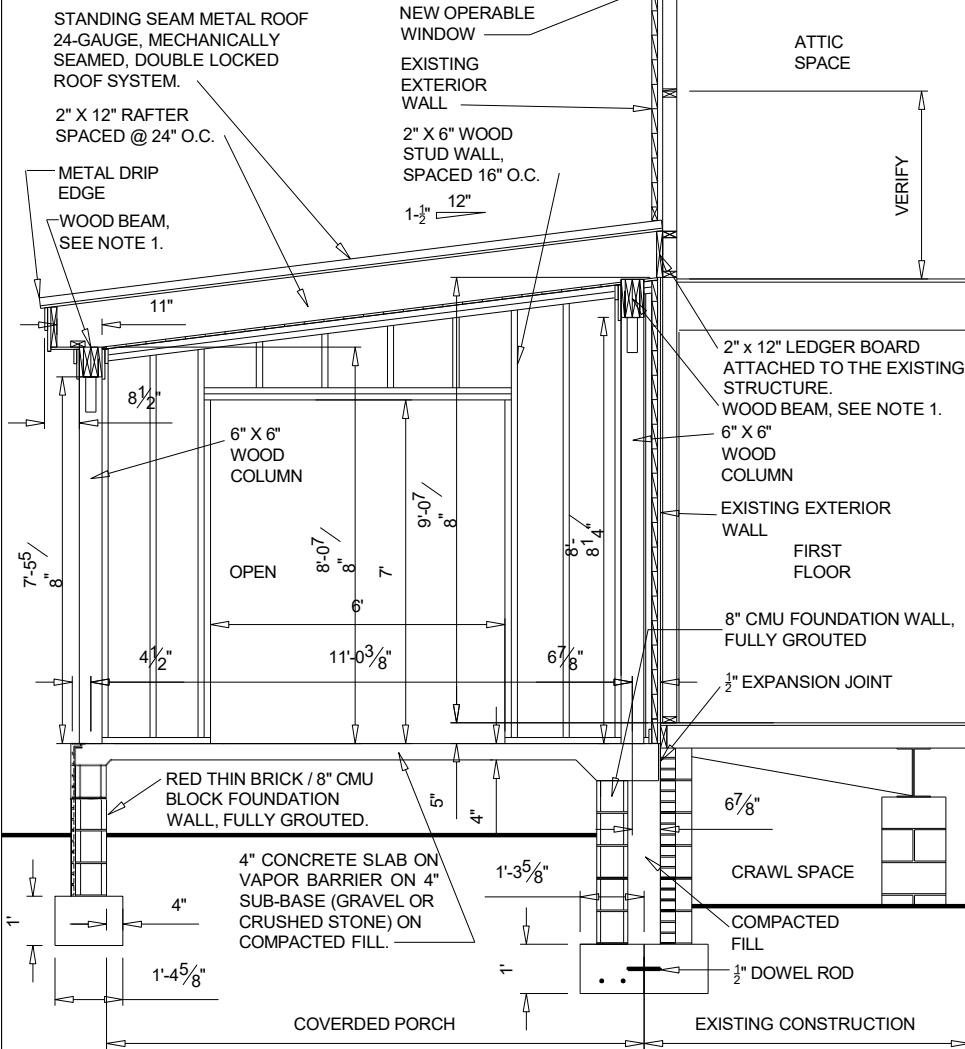 STANDING SEAM METAL ROOF
24-GAUGE, MECHANICALLY
SEAMED, DOUBLE LOCKED
ROOF SYSTEM.
2" X 12" RAFTER
SPACED @ 24" O.C.
METAL DRIP
EDGE
WOOD BEAM,
SEE NOTE 1.
NEW OPERABLE
WINDOW
EXISTING
EXTERIOR
WALL
2" X 6" WOOD
STUD WALL,
SPACED 16" O.C.
12"
1-1/2"
ATTIC
SPACE
VERIFY
11"
8 1/2"
2" x 12" LEDGER BOARD
ATTACHED TO THE EXISTING
STRUCTURE.
WOOD BEAM, SEE NOTE 1.
6" X 6"
WOOD
COLUMN
6" X 6"
WOOD
COLUMN
EXISTING EXTERIOR
WALL
FIRST
FLOOR
7'-5 5/8"
OPEN
8'-0 7/8"
7'
9'-0 7/8"
8'-8 1/4"
6'
4 1/2"
11'-0 3/8"
6 7/8"
8" CMU FOUNDATION WALL,
FULLY GROUTED
1/2" EXPANSION JOINT
RED THIN BRICK / 8" CMU
BLOCK FOUNDATION
WALL, FULLY GROUTED.
5"
4"
6 7/8"
4" CONCRETE SLAB ON
VAPOR BARRIER ON 4"
SUB-BASE (GRAVEL OR
CRUSHED STONE) ON
COMPACTED FILL.
1'-3 5/8"
CRAWL SPACE
1'
4"
COMPACTED
FILL
1'
1/2" DOWEL ROD
1'-4 5/8"
COVERDED PORCH
EXISTING CONSTRUCTION